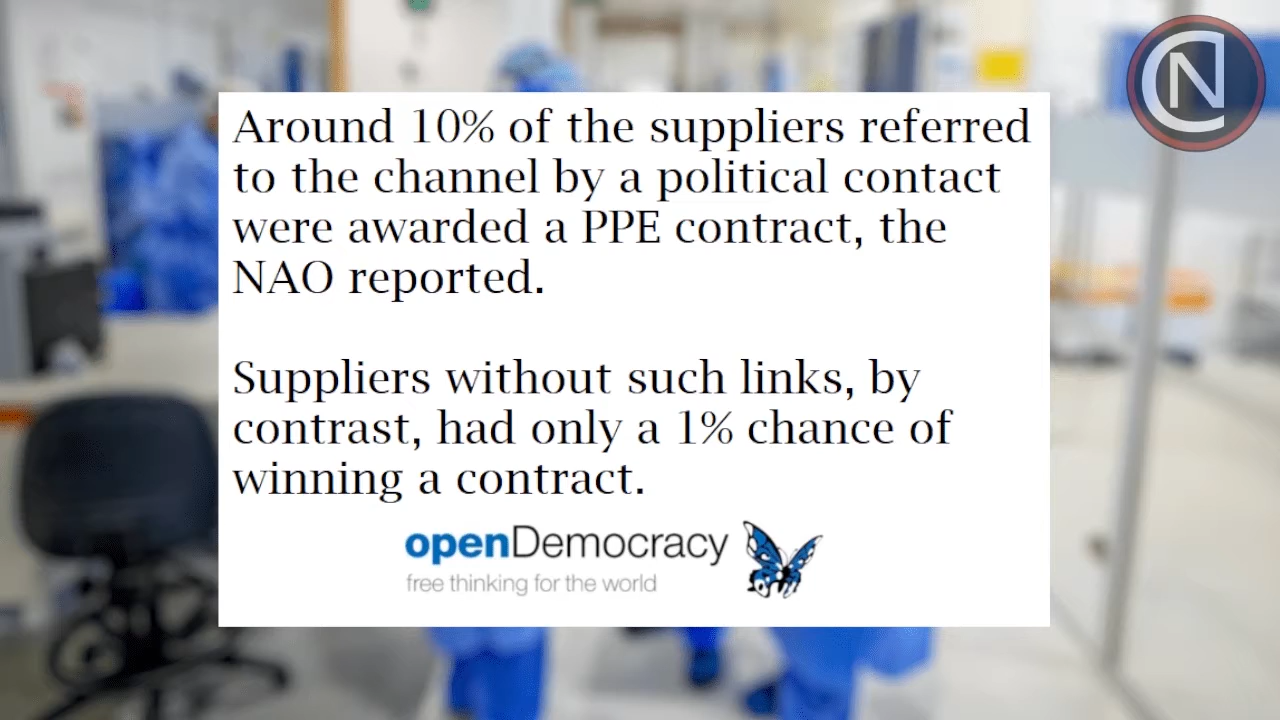 Around 10% of the suppliers referred
to the channel by a political contact
were awarded a PPE contract, the
NAO reported.
Suppliers without such links, by
contrast, had only a 1% chance of
winning a contract.
openDemocracy
free thinking for the world
NC